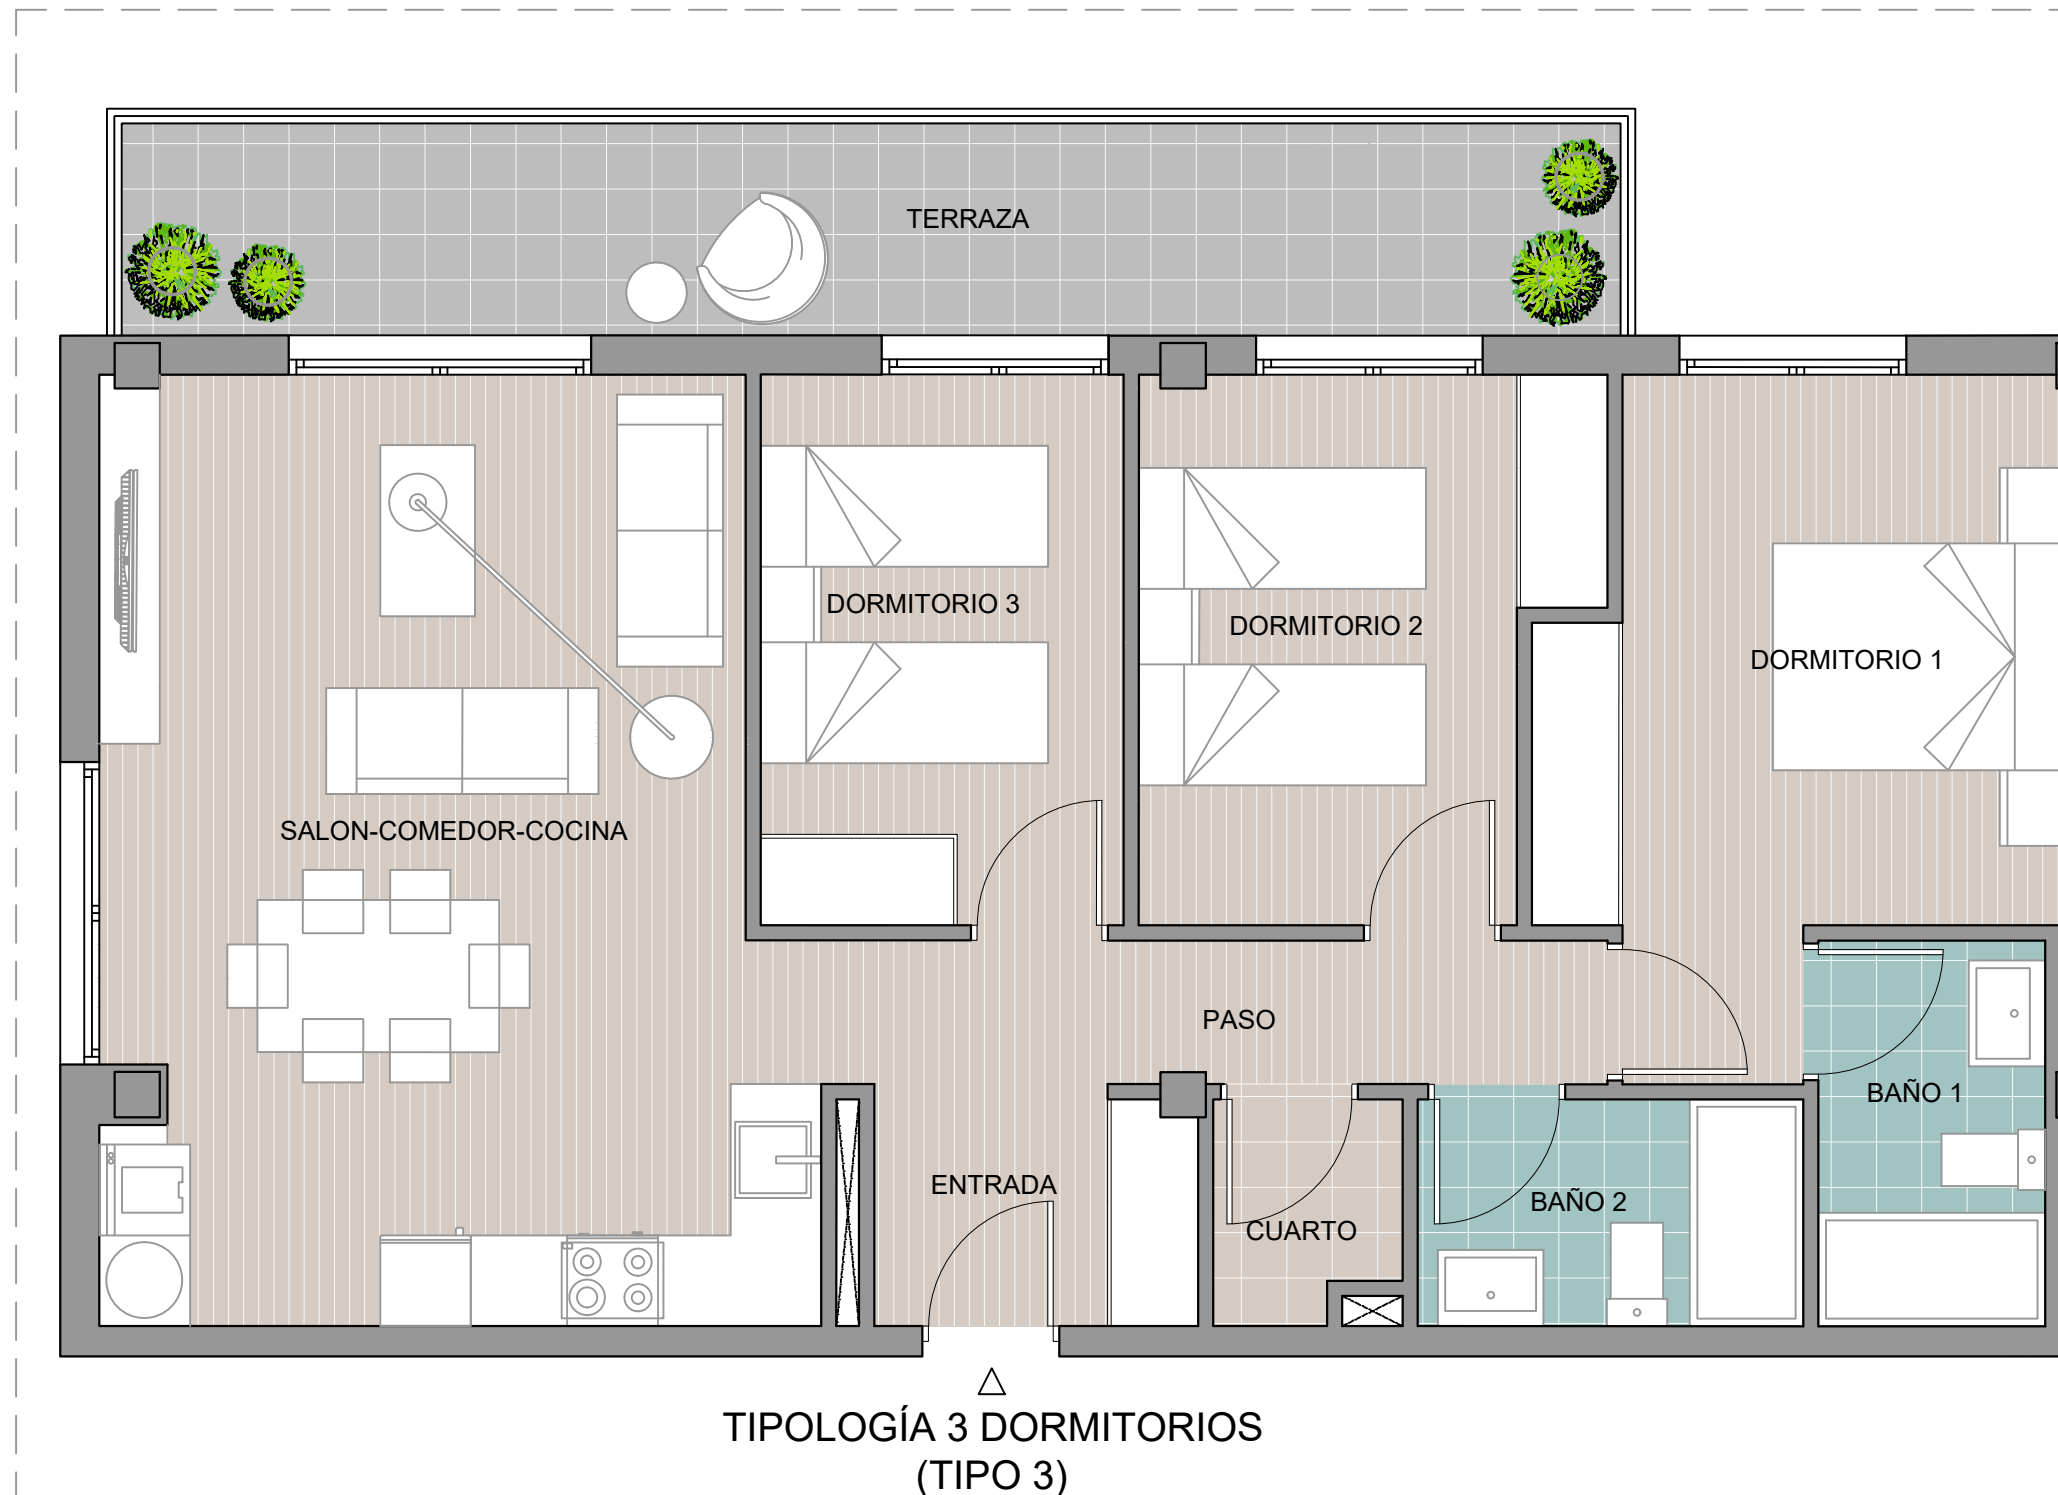 TERRAZA
DORMITORIO 3
DORMITORIO 2
DORMITORIO 1
SALON-COMEDOR-COCINA
PASO
BAÑO 1
ENTRADA
BAÑO 2
CUARTO
TIPOLOGÍA 3 DORMITORIOS
(TIPO 3)